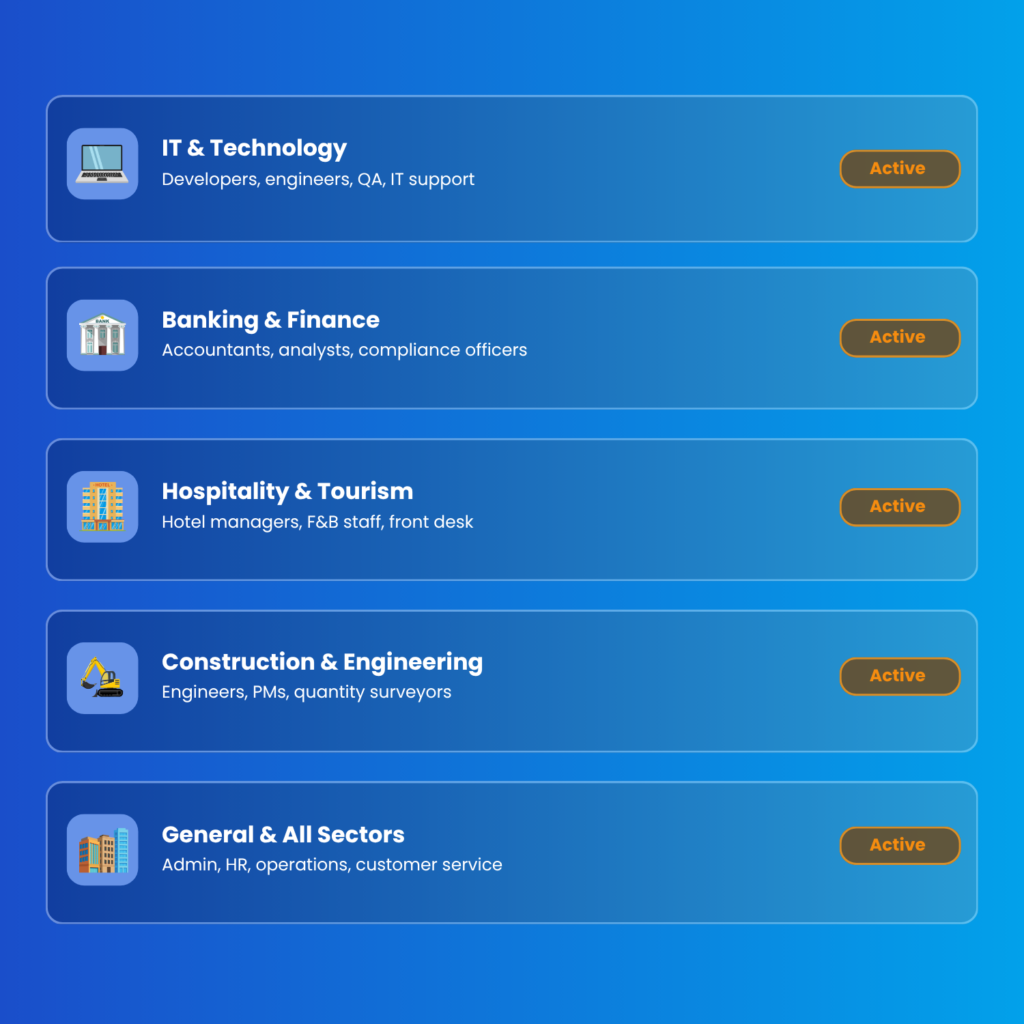 IT & Technology
Developers, engineers, QA, IT support
Active
BANK
Banking & Finance
Accountants, analysts, compliance officers
Active
HOTEL
Hospitality & Tourism
Hotel managers, F&B staff, front desk
Active
Construction & Engineering
Engineers, PMs, quantity surveyors
Active
General & All Sectors
Admin, HR, operations, customer service
Active